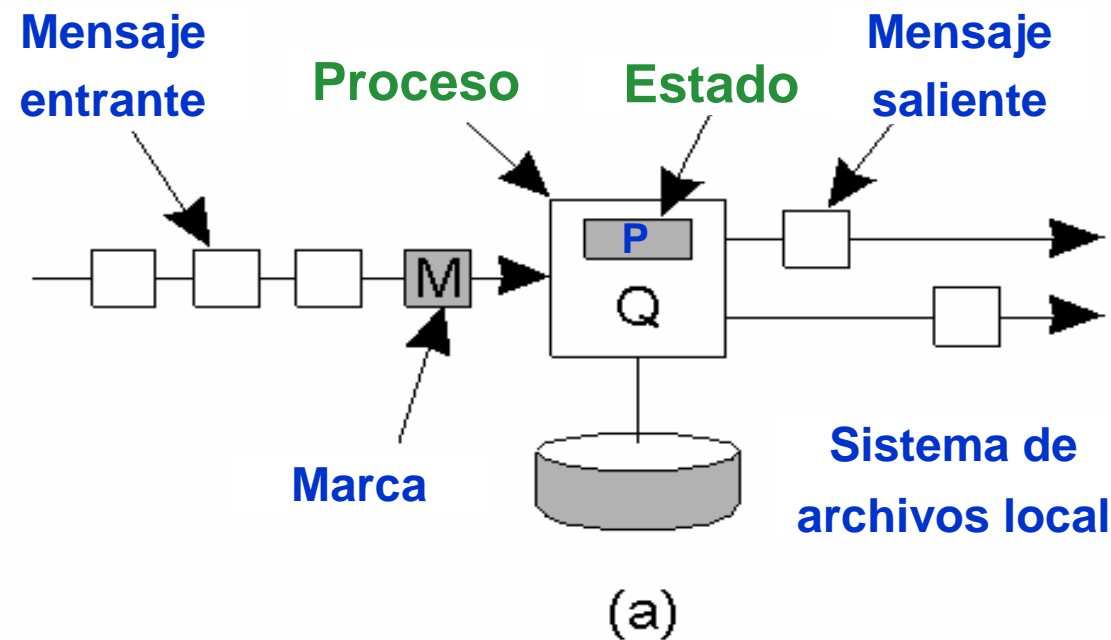 Mensaje
entrante
Proceso
Estado
Mensaje
saliente
M
P
Q
Marca
Sistema de
archivos local
(a)